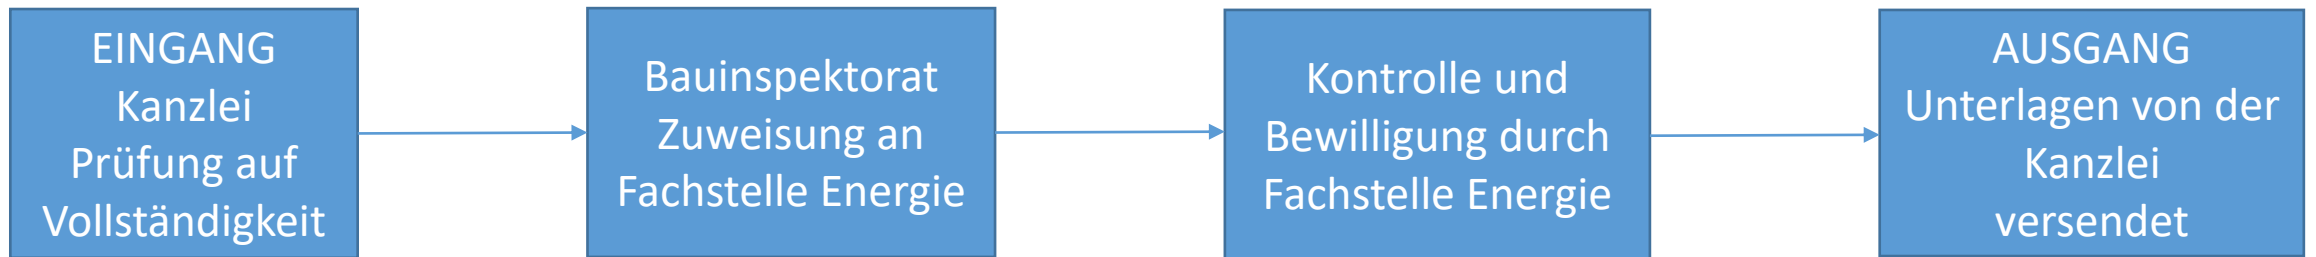 EINGANG
Kanzlei
Prüfung auf
Vollständigkeit
Bauinspektorat
Zuweisung an
Fachstelle Energie
Kontrolle und
Bewilligung durch
Fachstelle Energie
AUSGANG
Unterlagen von der
Kanzlei
versendet